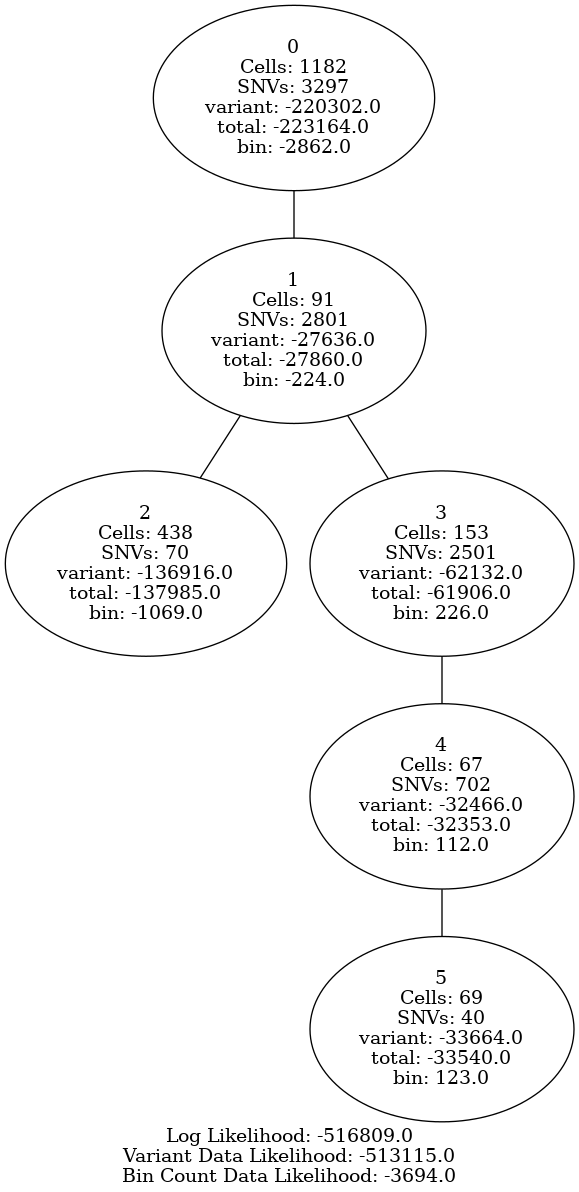 0
Cells: 1182
SNVs: 3297
variant: -220302.0
total: -223164.0
bin: -2862.0
1
Cells: 91
SNVs: 2801
variant: -27636.0
total: -27860.0
bin: -224.0
2
Cells: 438
SNVs: 70
variant: -136916.0
total: -137985.0
bin: -1069.0
3
Cells: 153
SNVs: 2501
variant: -62132.0
total: -61906.0
bin: 226.0
4
Cells: 67
SNVs: 702
variant: -32466.0
total: -32353.0
bin: 112.0
5
Cells: 69
SNVs: 40
variant: -33664.0
total: -33540.0
bin: 123.0
Log Likelihood: -516809.0
Variant Data Likelihood: -513115.0
Bin Count Data Likelihood: -3694.0